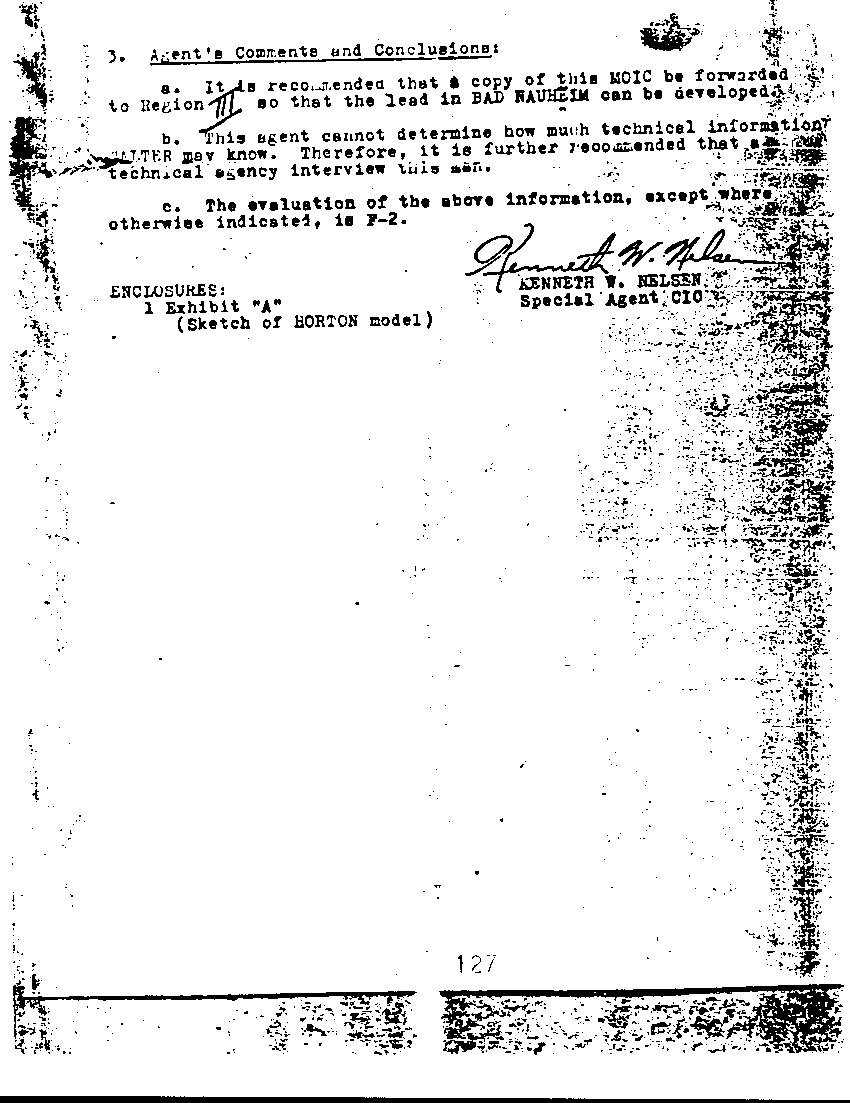 3. Agent's Comments and Conclusions:
a. It is recommended that a copy of this MOIC be forwarded
to Region III so that the lead in BAD NAUHEIM can be developed.
b. This agent cannot determine how much technical information
WALTER may know. Therefore, it is further recommended that a
technical agency interview this man.
c. The evaluation of the above information, except where
otherwise indicated, is F-2.
Kenneth W. Nelsen
KENNETH W. NELSEN
Special Agent, CIC
ENCLOSURES:
1 Exhibit "A"
(Sketch of HORTON model)
127